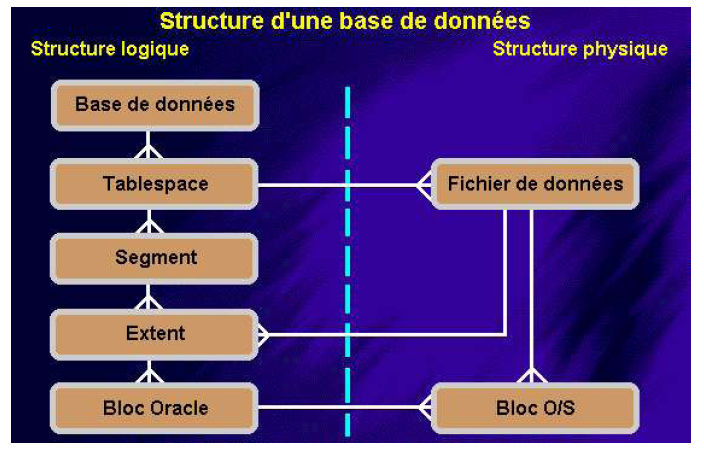 Structure d'une base de données
Structure logique
Structure physique
Base de données
Tablespace
Fichier de données
Segment
Extent
Bloc Oracle
Bloc O/S